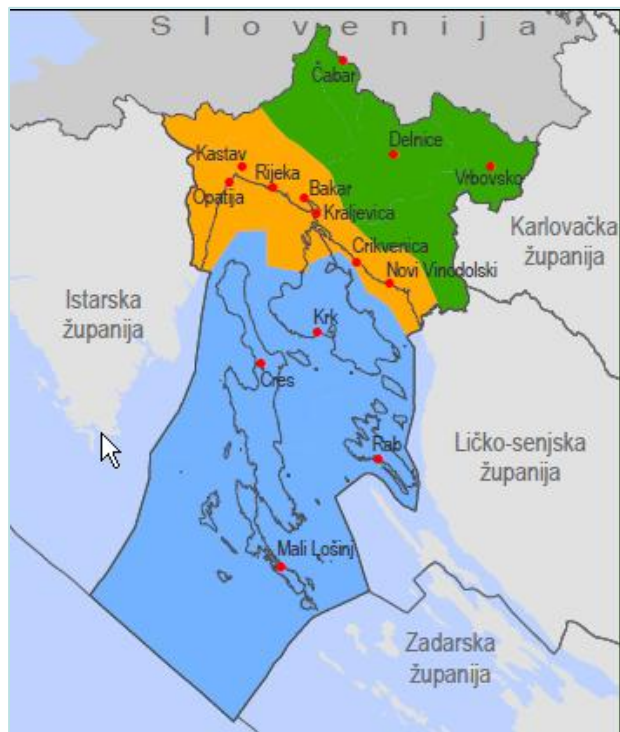 Slovenija
Čabar
Delnice
Kastav
Rijeka
Vrbovsko
Opatija
Bakar
Kraljevica
Karlovačka
županija
Crikvenica
Novi Vinodolski
Istarska
županija
Krk
Cres
Rab
Ličko-senjska
županija
Mali Lošinj
Zadarska
županija